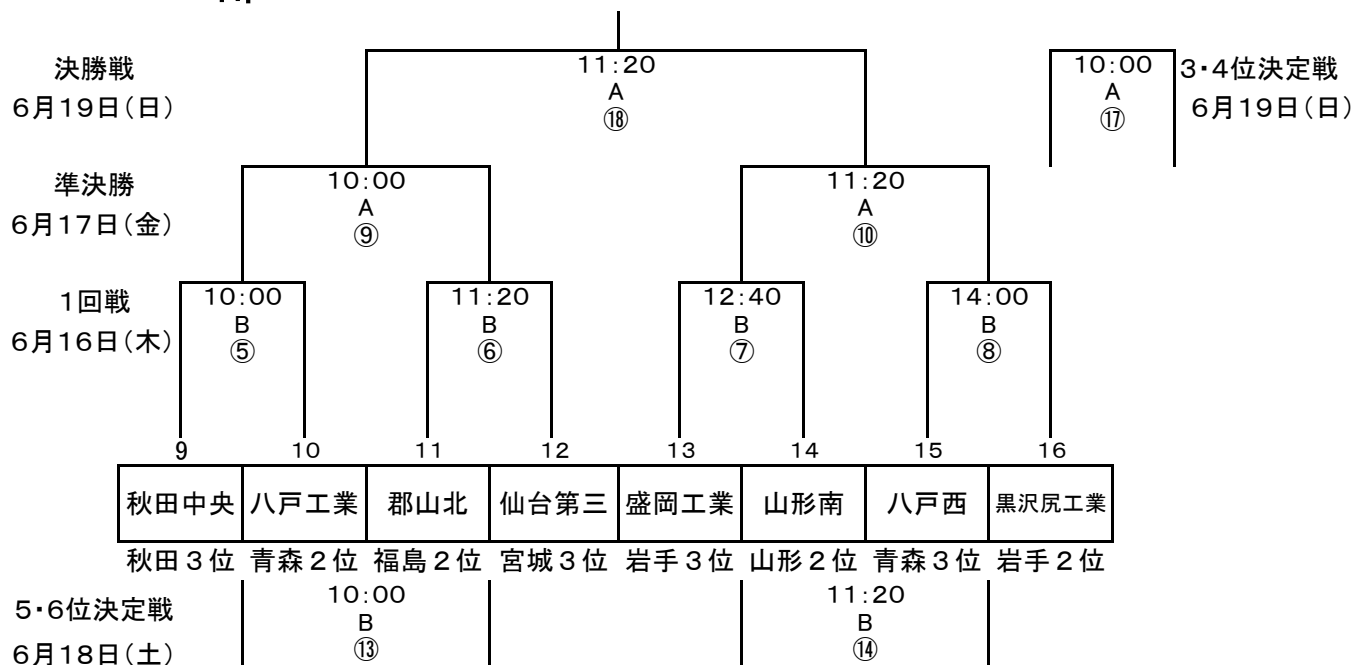 決勝戦
6月19日(日)
11:20
A
⑱
10:00
A
⑰
3・4位決定戦
6月19日(日)
準決勝
6月17日(金)
10:00
A
⑨
11:20
A
⑩
1回戦
6月16日(木)
10:00
B
⑤
11:20
B
⑥
12:40
B
⑦
14:00
B
⑧
9 10 11 12 13 14 15 16
秋田中央 八戸工業 郡山北 仙台第三 盛岡工業 山形南 八戸西 黒沢尻工業
秋田3位 青森2位 福島2位 宮城3位 岩手3位 山形2位 青森3位 岩手2位
5・6位決定戦
6月18日(土)
10:00
B
⑬
11:20
B
⑭